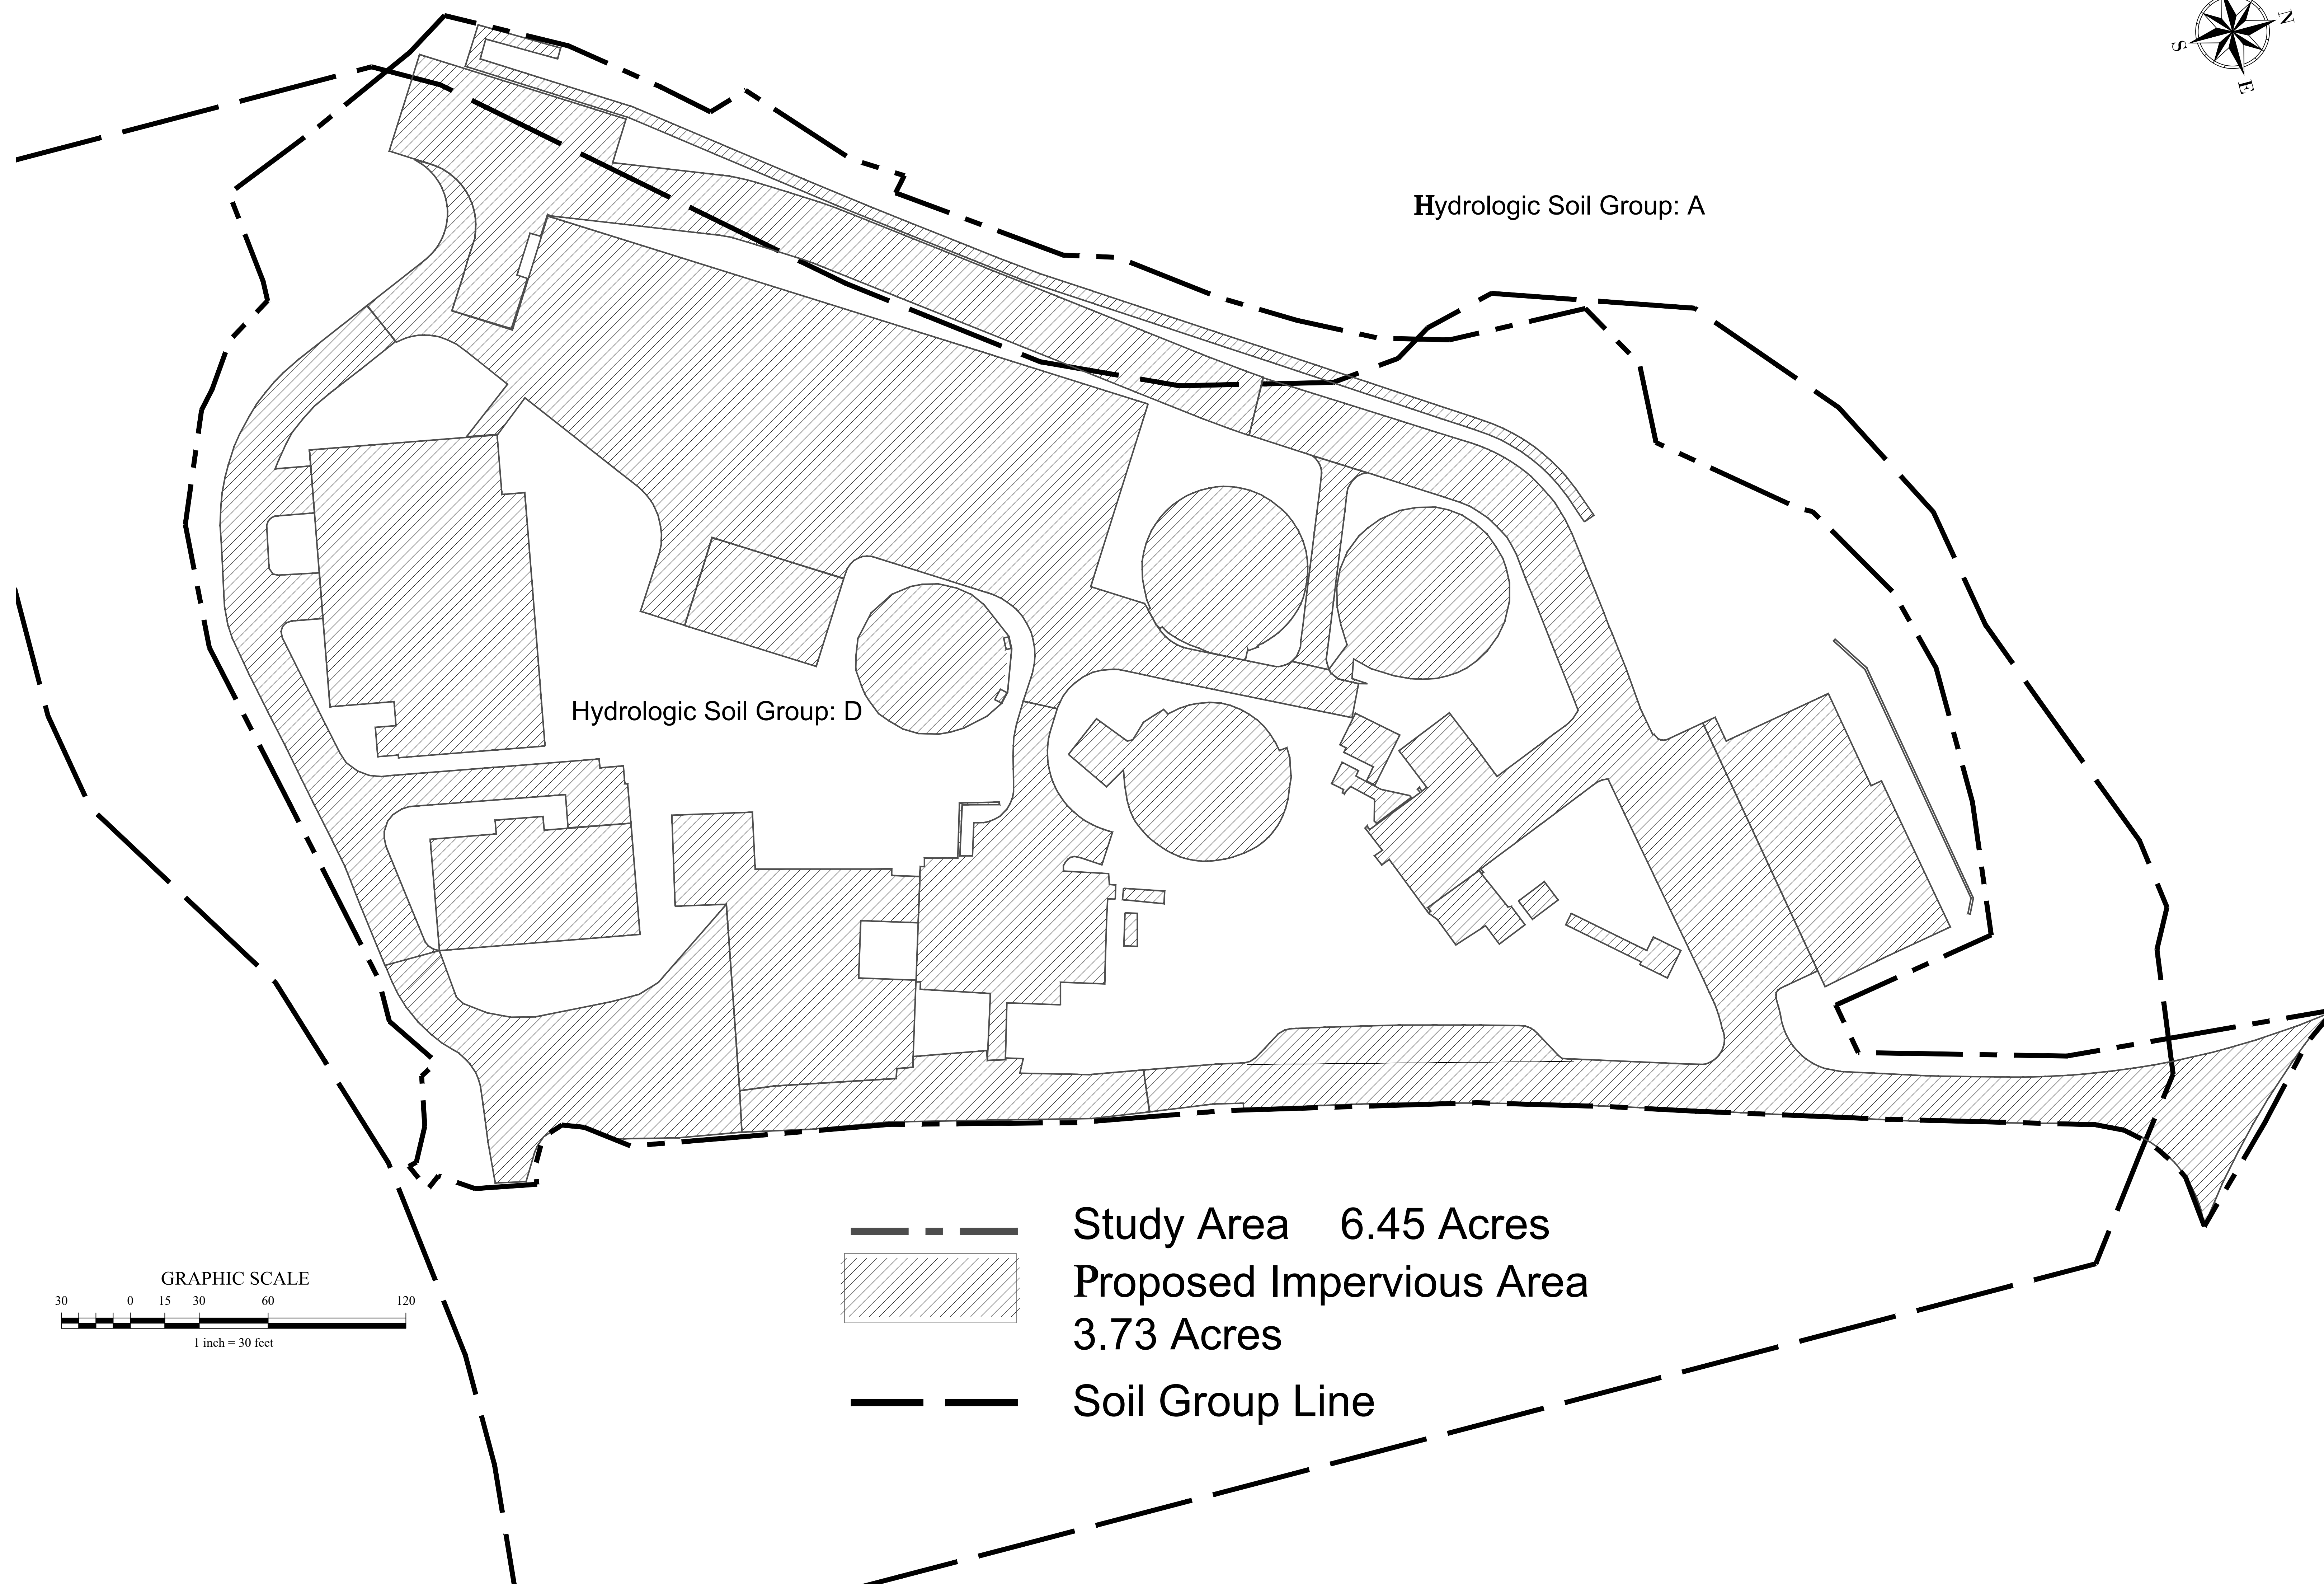 N
S
E
Hydrologic Soil Group: A
Hydrologic Soil Group: D
Study Area 6.45 Acres
Proposed Impervious Area
3.73 Acres
Soil Group Line
GRAPHIC SCALE
30 0 15 30 60 120
1 inch = 30 feet